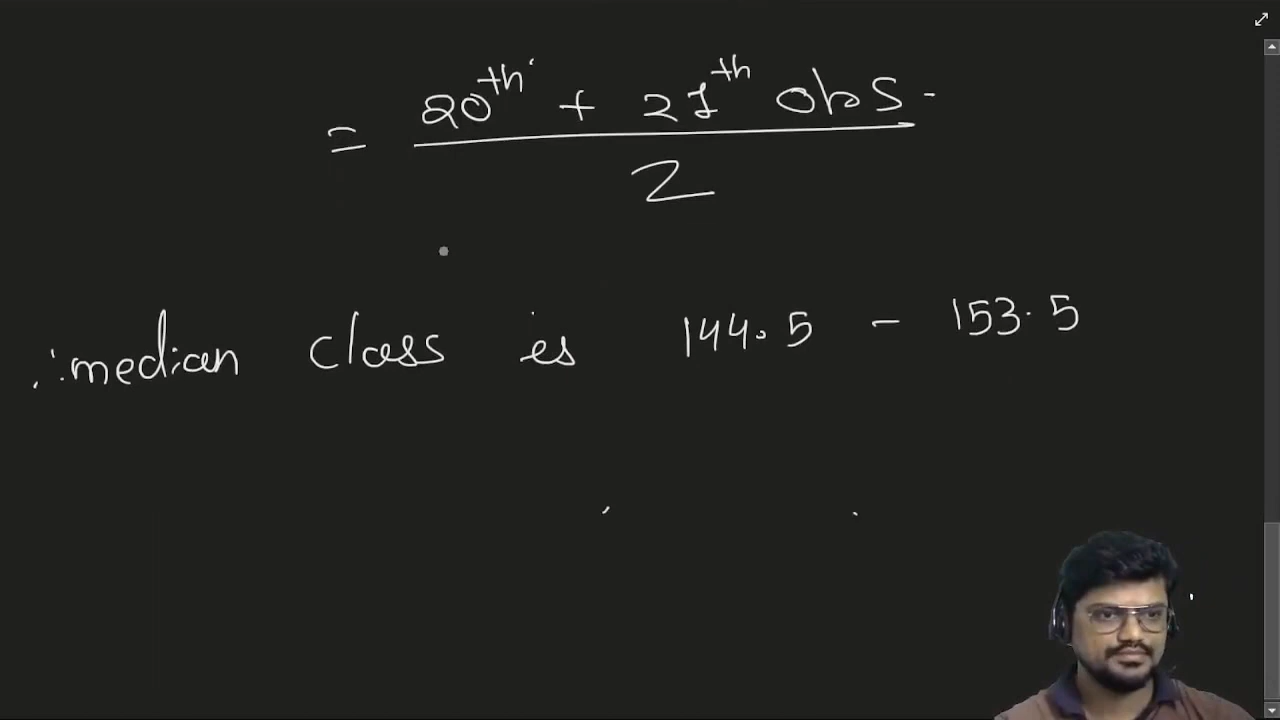 = 20th + 21th obs.
2
∴ median class is 144.5 - 153.5